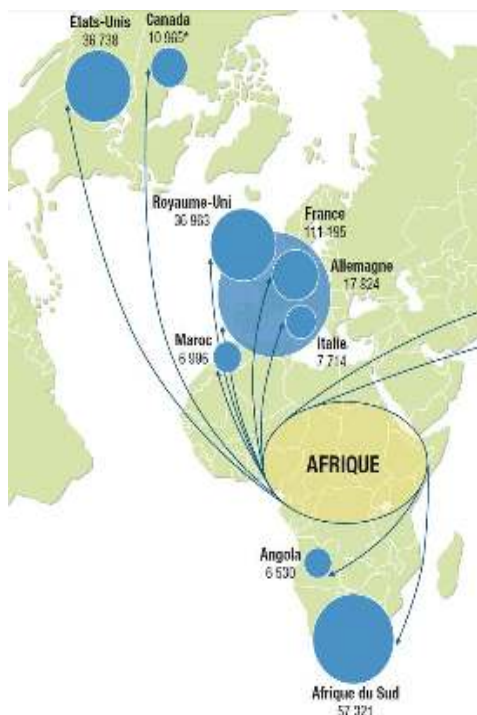 États-Unis
36 738
Canada
10 965*
Royaume-Uni
36 963
France
111 195
Allemagne
17 824
Italie
7 714
Maroc
6 996
AFRIQUE
Angola
6 530
Afrique du Sud
57 321